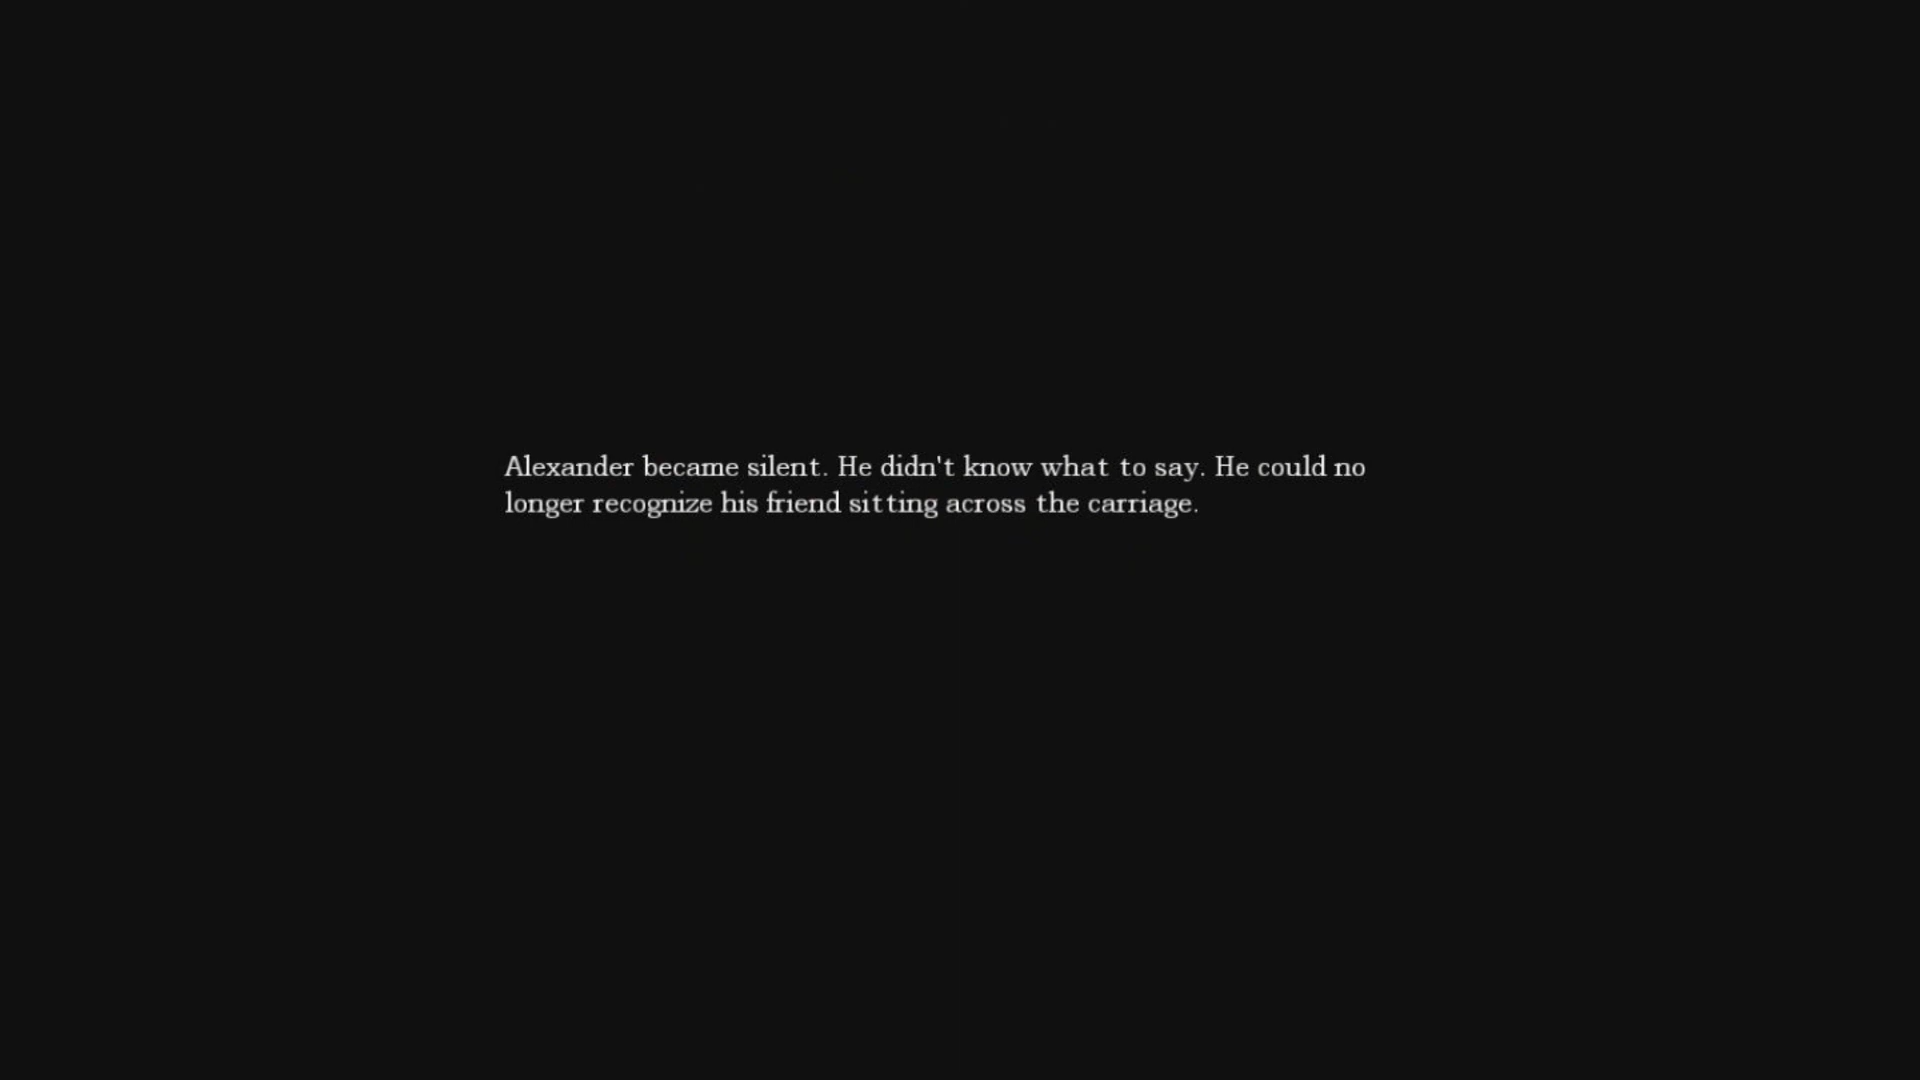 Alexander became silent. He didn't know what to say. He could no
longer recognize his friend sitting across the carriage.